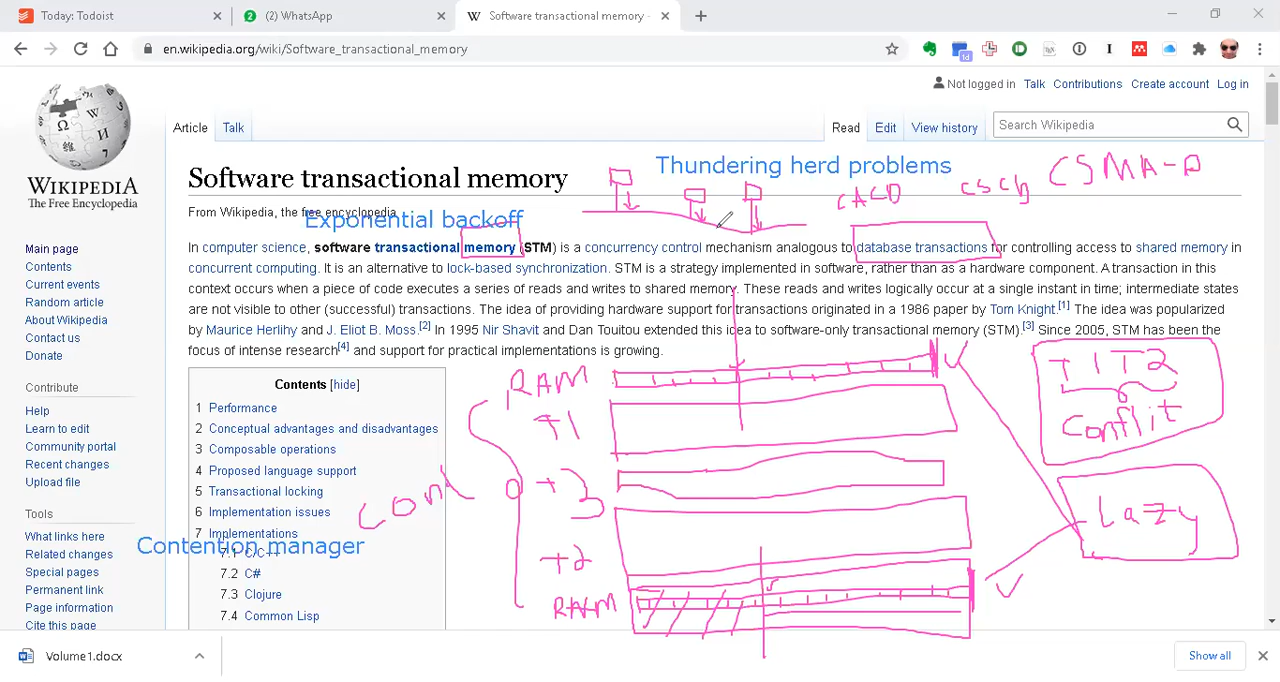 Today: Todoist
2 (2) WhatsApp
W Software transactional memory -
en.wikipedia.org/wiki/Software_transactional_memory
1d
Not logged in Talk Contributions Create account Log in
Article Talk
Read Edit View history
Search Wikipedia
WIKIPEDIA
The Free Encyclopedia
Thundering herd problems
CSMA-D
CACD
CSCD
Software transactional memory
From Wikipedia, the free encyclopedia
Exponential backoff
In computer science, software transactional memory (STM) is a concurrency control mechanism analogous to database transactions for controlling access to shared memory in
concurrent computing. It is an alternative to lock-based synchronization. STM is a strategy implemented in software, rather than as a hardware component. A transaction in this
context occurs when a piece of code executes a series of reads and writes to shared memory. These reads and writes logically occur at a single instant in time; intermediate states
are not visible to other (successful) transactions. The idea of providing hardware support for transactions originated in a 1986 paper by Tom Knight.[1] The idea was popularized
by Maurice Herlihy and J. Eliot B. Moss.[2] In 1995 Nir Shavit and Dan Touitou extended this idea to software-only transactional memory (STM).[3] Since 2005, STM has been the
focus of intense research[4] and support for practical implementations is growing.
Main page
Contents
Current events
Random article
About Wikipedia
Contact us
Donate
Contribute
Help
Learn to edit
Community portal
Recent changes
Upload file
Tools
What links here
Related changes
Special pages
Permanent link
Page information
Cite this page
Contents [hide]
1 Performance
2 Conceptual advantages and disadvantages
3 Composable operations
4 Proposed language support
5 Transactional locking
6 Implementation issues
7 Implementations
7.1 C/C++
7.2 C#
7.3 Clojure
7.4 Common Lisp
Contention manager
RAM
T1
T3
T2
RAM
T1 T2
Conflit
Lazy
Volume1.docx
Show all